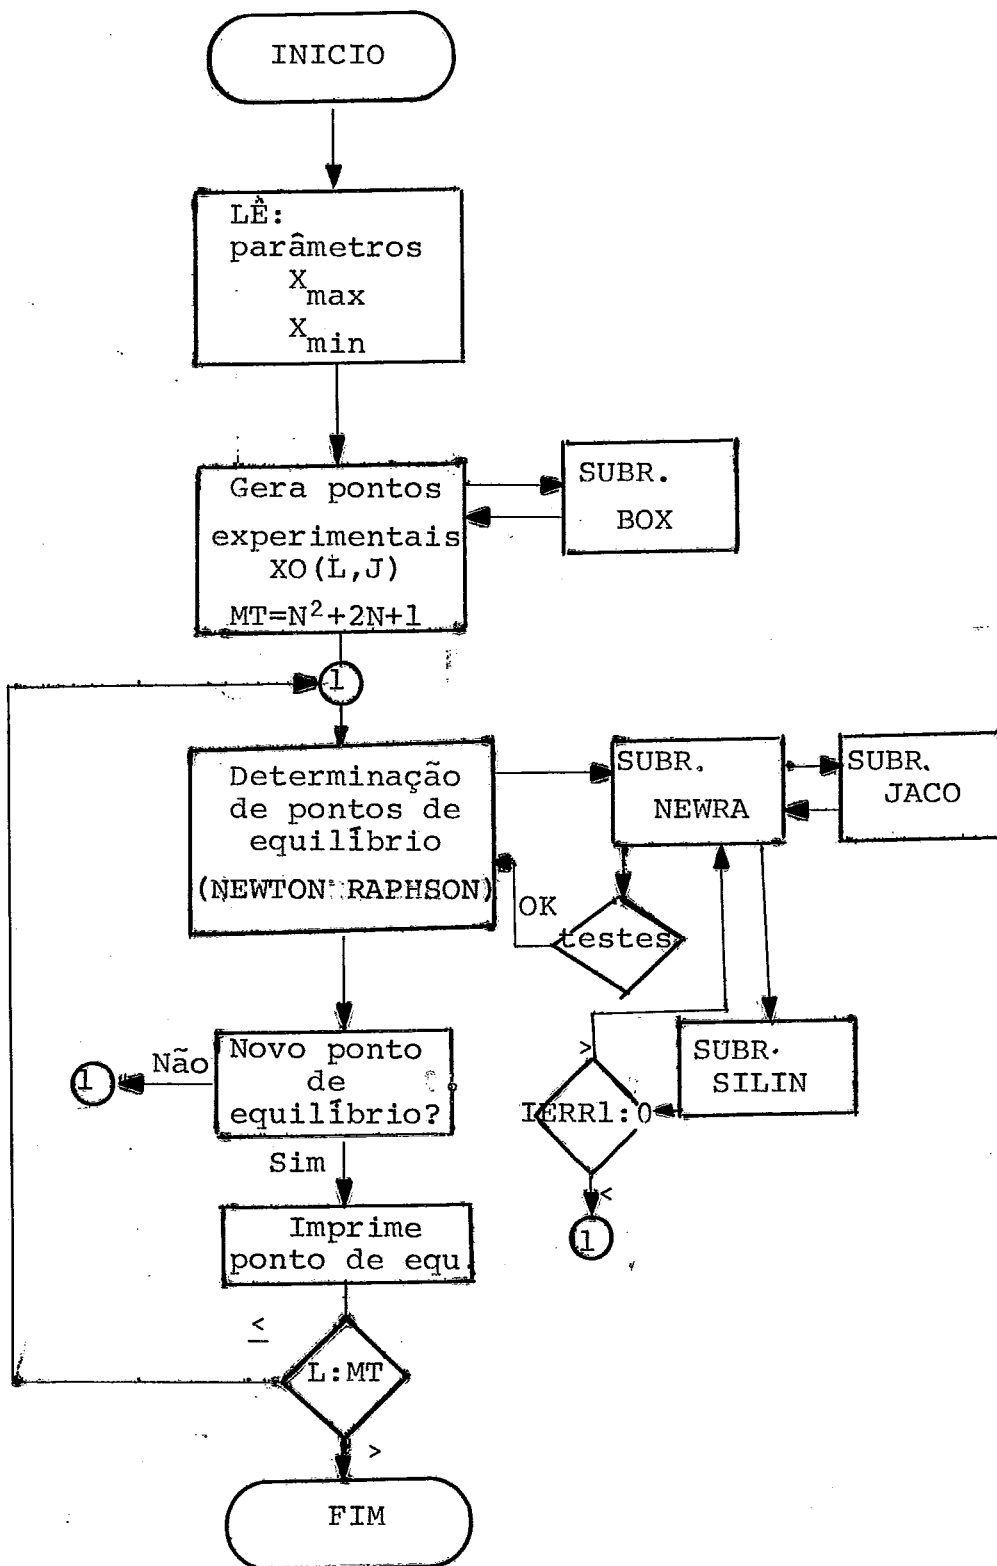 INICIO
LÊ:
parâmetros
X max
X min
Gera pontos
experimentais
XO(L,J)
MT=N²+2N+1
SUBR.
BOX
1
Determinação
de pontos de
equilíbrio
(NEWTON RAPHSON)
SUBR.
NEWRA
SUBR.
JACO
OK
testes
Novo ponto
de
equilíbrio?
Não
1
Sim
SUBR.
SILIN
>
IERR1:0
<
1
Imprime
ponto de equ
≤
L:MT
>
FIM